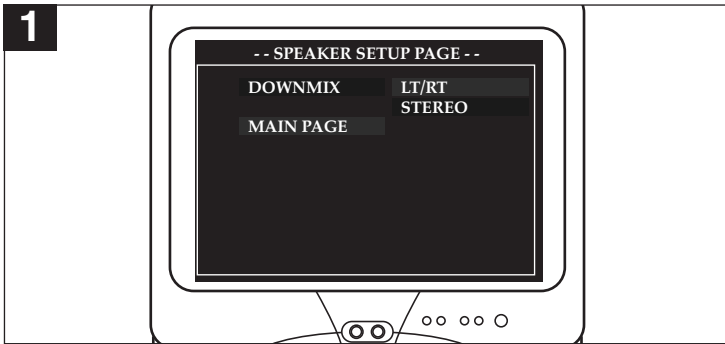 1
- - SPEAKER SETUP PAGE - -
DOWNMIX LT/RT
STEREO
MAIN PAGE